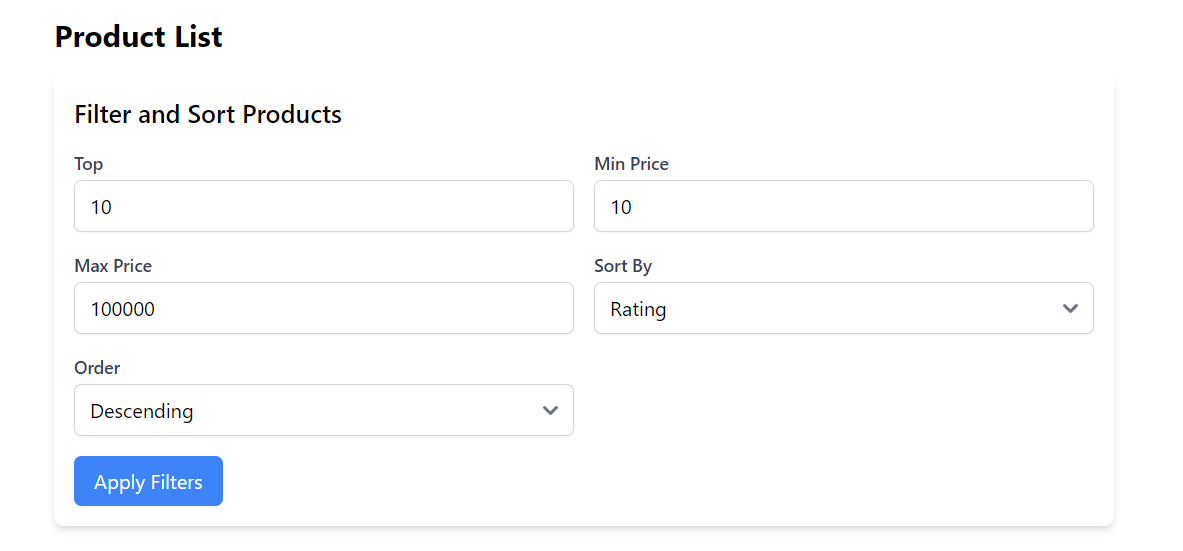 Product List
Filter and Sort Products
Top
Min Price
10
10
Max Price
Sort By
100000
Rating
Order
Descending
Apply Filters